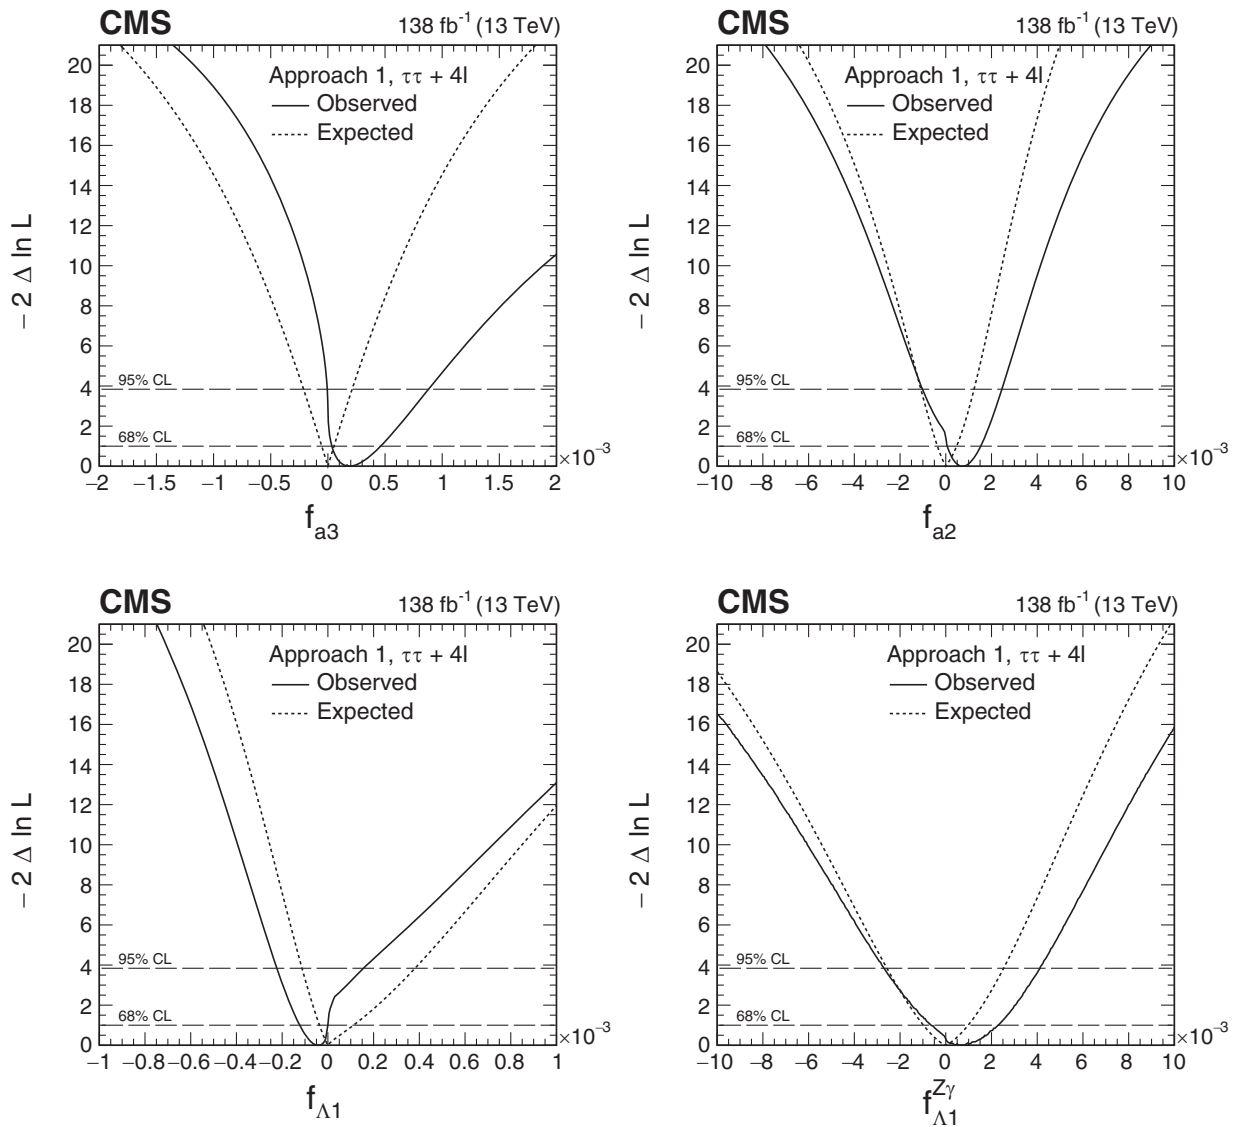 CMS 138 fb⁻¹ (13 TeV)
Approach 1, ττ + 4l
Observed
Expected
− 2 Δ ln L
20
18
16
14
12
10
8
6
4
2
0
95% CL
68% CL
−2 −1.5 −1 −0.5 0 0.5 1 1.5 2
×10⁻³
f_a3
CMS 138 fb⁻¹ (13 TeV)
Approach 1, ττ + 4l
Observed
Expected
− 2 Δ ln L
20
18
16
14
12
10
8
6
4
2
0
95% CL
68% CL
−10 −8 −6 −4 −2 0 2 4 6 8 10
×10⁻³
f_a2
CMS 138 fb⁻¹ (13 TeV)
Approach 1, ττ + 4l
Observed
Expected
− 2 Δ ln L
20
18
16
14
12
10
8
6
4
2
0
95% CL
68% CL
−1 −0.8 −0.6 −0.4 −0.2 0 0.2 0.4 0.6 0.8 1
×10⁻³
f_Λ1
CMS 138 fb⁻¹ (13 TeV)
Approach 1, ττ + 4l
Observed
Expected
− 2 Δ ln L
20
18
16
14
12
10
8
6
4
2
0
95% CL
68% CL
−10 −8 −6 −4 −2 0 2 4 6 8 10
×10⁻³
f_Λ1^Zγ